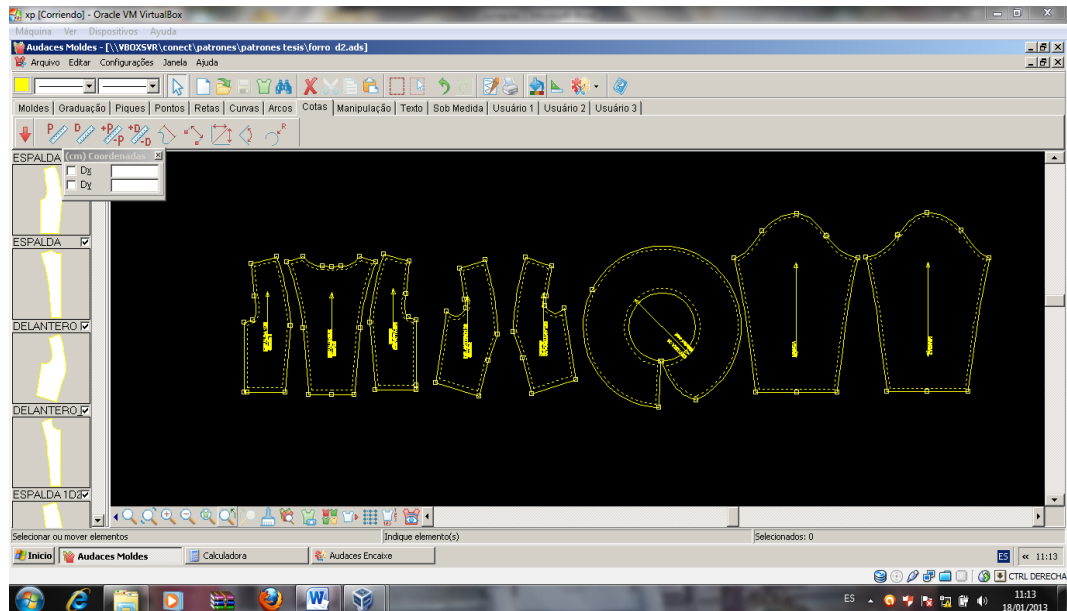 xp [Corriendo] - Oracle VM VirtualBox
Máquina Ver Dispositivos Ayuda
Audaces Moldes - [\\VBOXSVR\conect\patrones\patrones tesis\forro d2.ads]
Arquivo Editar Configurações Janela Ajuda
Moldes Graduação Piques Pontos Retas Curvas Arcos Cotas Manipulação Texto Sob Medida Usuário 1 Usuário 2 Usuário 3
P D +P -P +D -D R
ESPALDA
(cm) Coordenadas
Dx
Dy
ESPALDA
DELANTERO
DELANTERO
ESPALDA 1D2
Selecionar ou mover elementos Indique elemento(s) Selecionados: 0
Inicio Audaces Moldes Calculadora Audaces Encaixe ES « 11:13
CTRL DERECHA
ES 11:13
18/01/2013